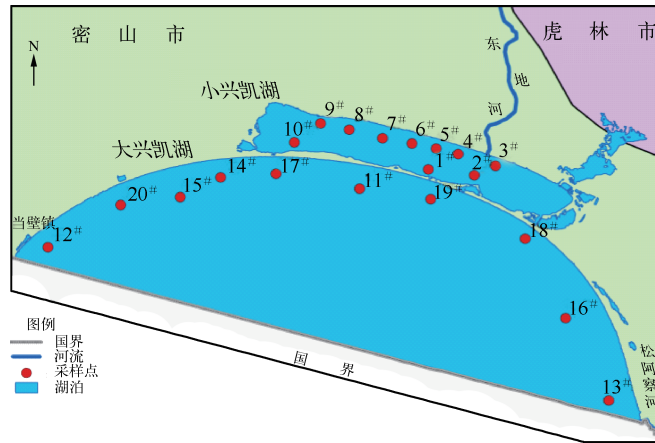 密山市
虎林市
N
东地河
小兴凯湖
大兴凯湖
9#
8#
7#
6#
5#
4#
3#
10#
1#
2#
14#
17#
11#
19#
15#
20#
18#
当壁镇
12#
16#
13#
松阿察河
国界
图例
国界
河流
采样点
湖泊